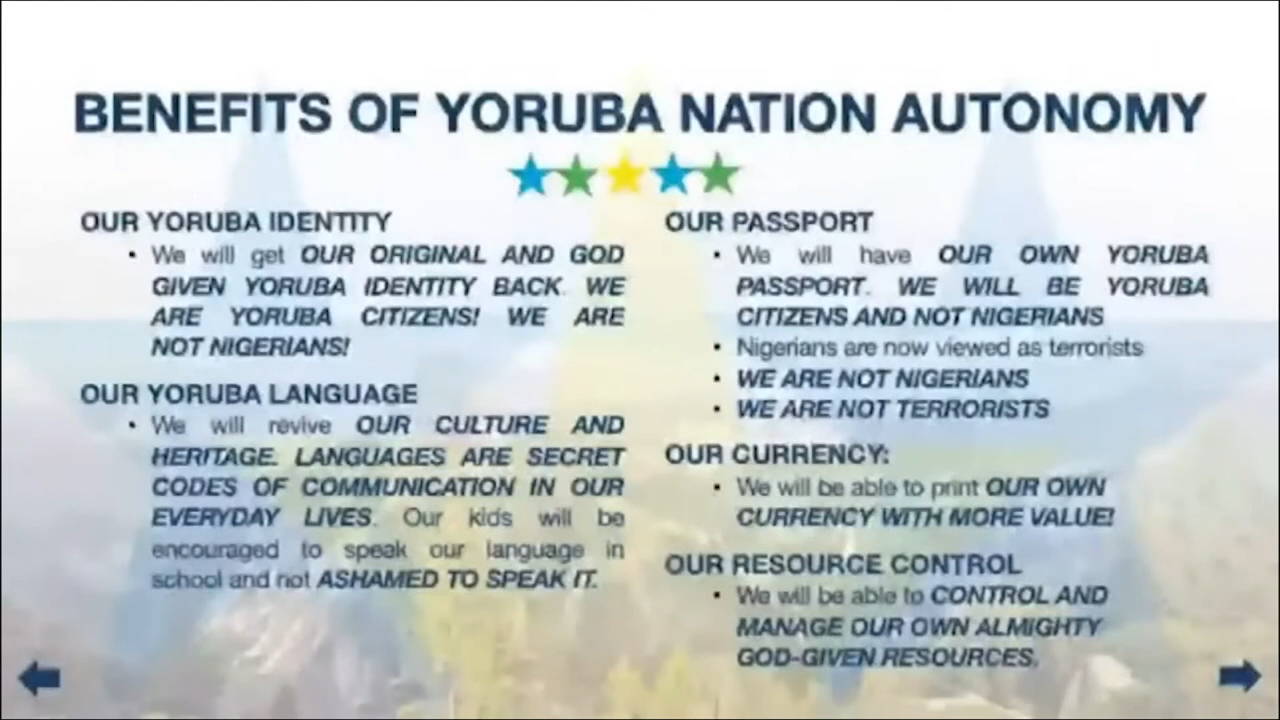 BENEFITS OF YORUBA NATION AUTONOMY
OUR YORUBA IDENTITY
• We will get OUR ORIGINAL AND GOD
GIVEN YORUBA IDENTITY BACK. WE
ARE YORUBA CITIZENS! WE ARE
NOT NIGERIANS!
OUR YORUBA LANGUAGE
• We will revive OUR CULTURE AND
HERITAGE. LANGUAGES ARE SECRET
CODES OF COMMUNICATION IN OUR
EVERYDAY LIVES. Our kids will be
encouraged to speak our language in
school and not ASHAMED TO SPEAK IT.
OUR PASSPORT
• We will have OUR OWN YORUBA
PASSPORT. WE WILL BE YORUBA
CITIZENS AND NOT NIGERIANS
• Nigerians are now viewed as terrorists
• WE ARE NOT NIGERIANS
• WE ARE NOT TERRORISTS
OUR CURRENCY:
• We will be able to print OUR OWN
CURRENCY WITH MORE VALUE!
OUR RESOURCE CONTROL
• We will be able to CONTROL AND
MANAGE OUR OWN ALMIGHTY
GOD-GIVEN RESOURCES.